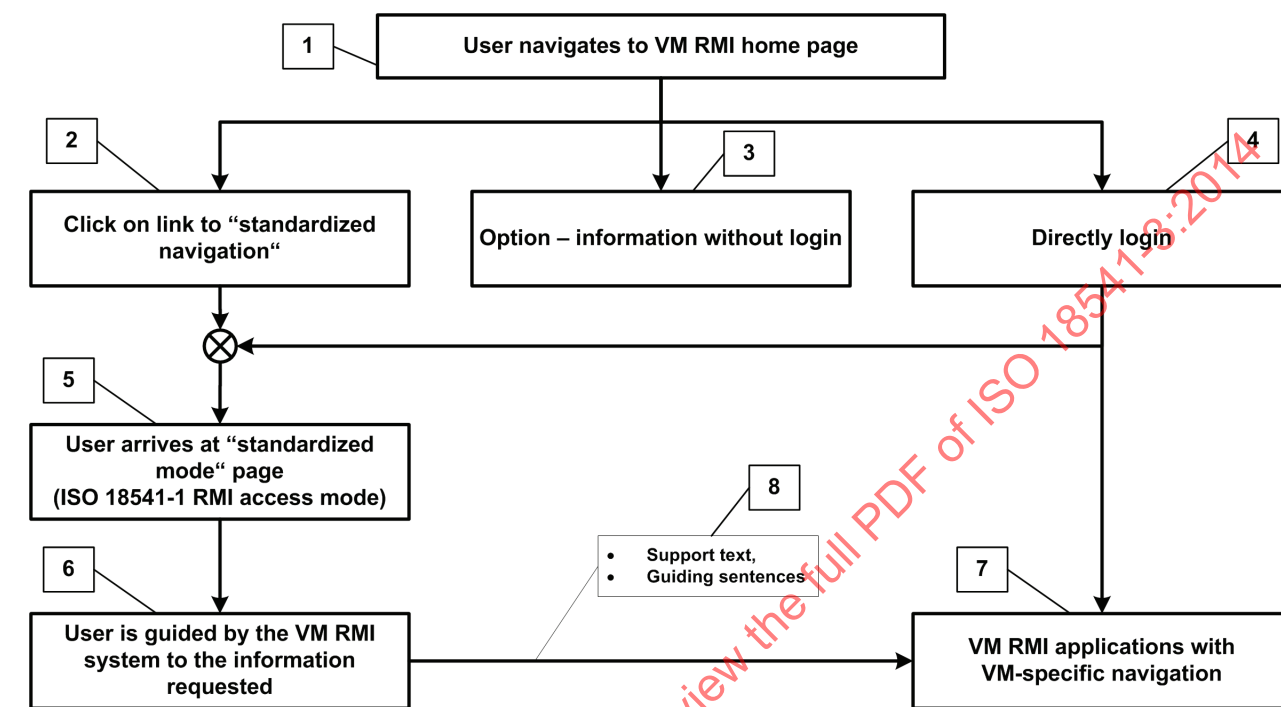 1
User navigates to VM RMI home page
2
3
4
Click on link to “standardized
navigation“
Option – information without login
Directly login
5
User arrives at “standardized
mode“ page
(ISO 18541-1 RMI access mode)
8
• Support text,
• Guiding sentences
6
7
User is guided by the VM RMI
system to the information
requested
VM RMI applications with
VM-specific navigation
view the full PDF of ISO 18541-3:2014